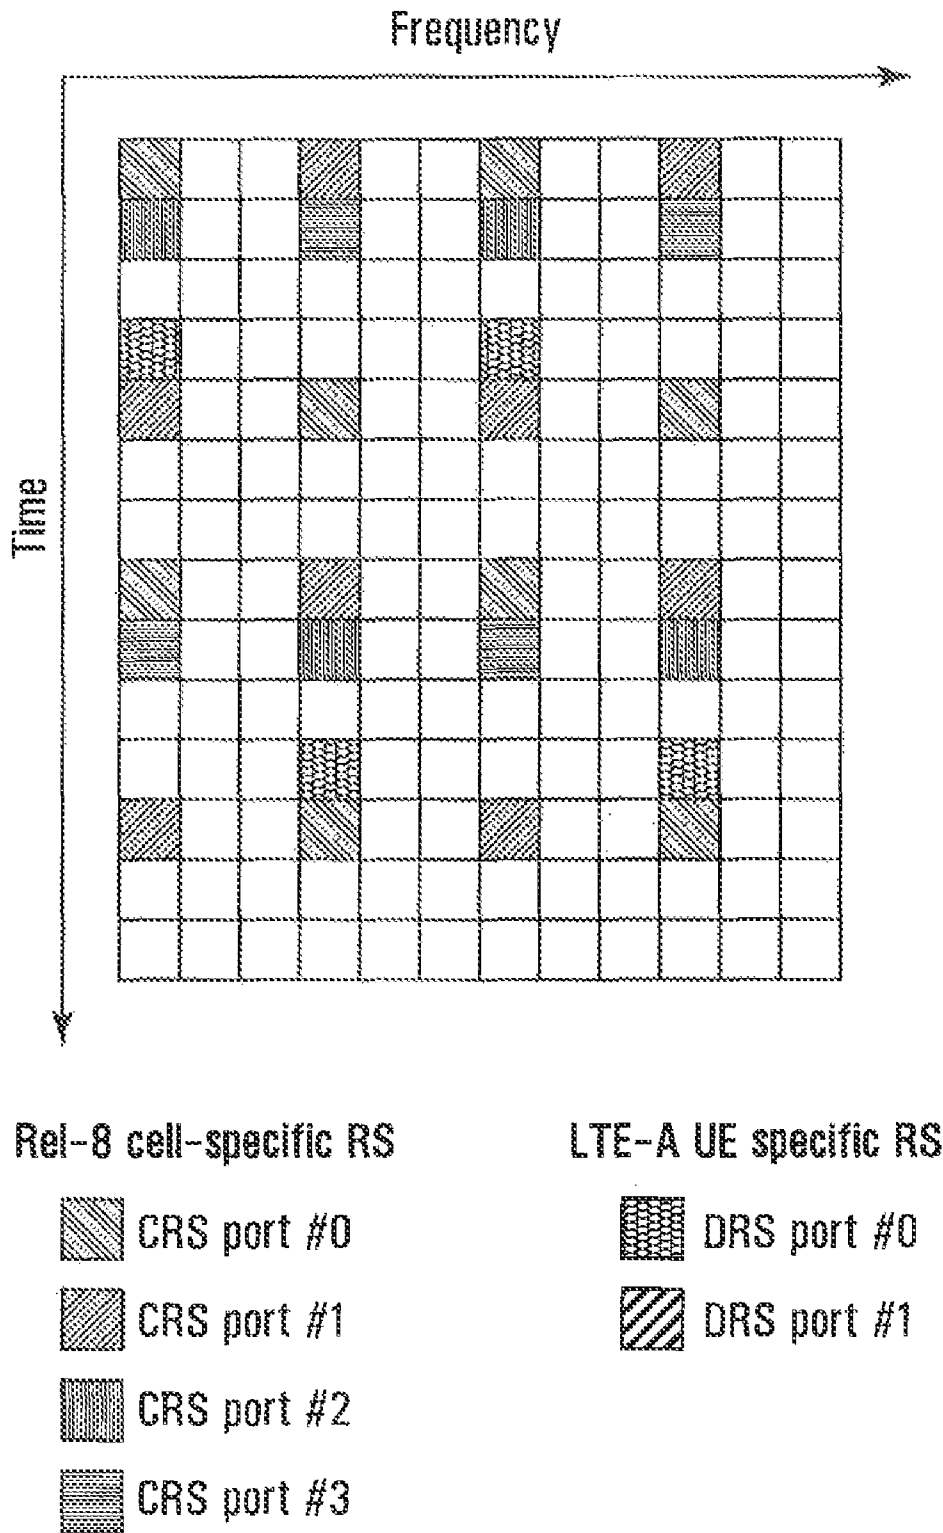 Frequency
Time
Rel-8 cell-specific RS
CRS port #0
CRS port #1
CRS port #2
CRS port #3
LTE-A UE specific RS
DRS port #0
DRS port #1